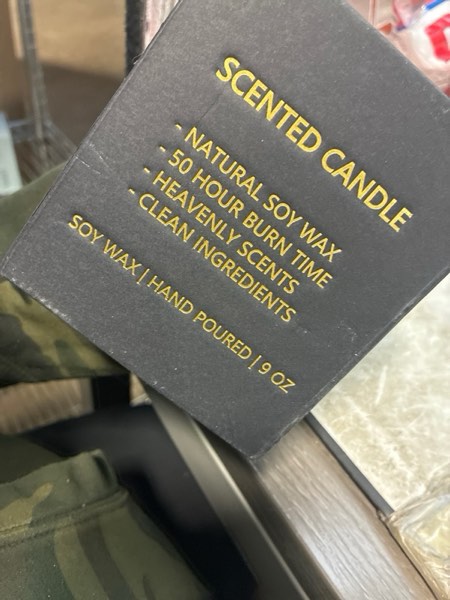 SCENTED CANDLE
- NATURAL SOY WAX
- 50 HOUR BURN TIME
- HEAVENLY SCENTS
- CLEAN INGREDIENTS
SOY WAX | HAND POURED | 9 OZ